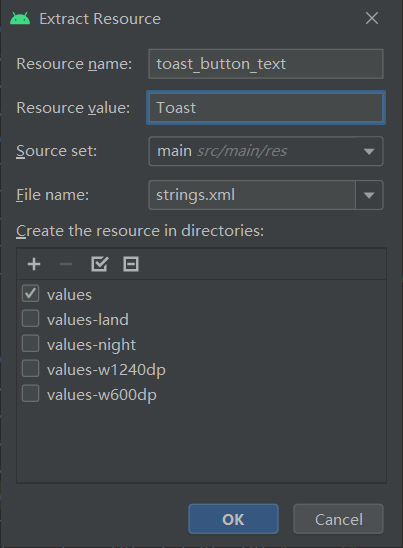 Extract Resource
Resource name: toast_button_text
Resource value: Toast
Source set: main src/main/res
File name: strings.xml
Create the resource in directories:
values
values-land
values-night
values-w1240dp
values-w600dp
OK Cancel